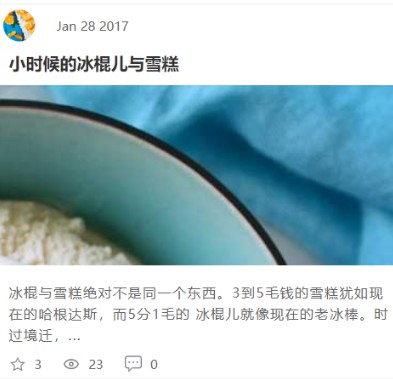 Jan 28 2017
小时候的冰棍儿与雪糕
冰棍与雪糕绝对不是同一个东西。3到5毛钱的雪糕犹如现
在的哈根达斯，而5分1毛的 冰棍儿就像现在的老冰棒。时
过境迁，...
3 23 0